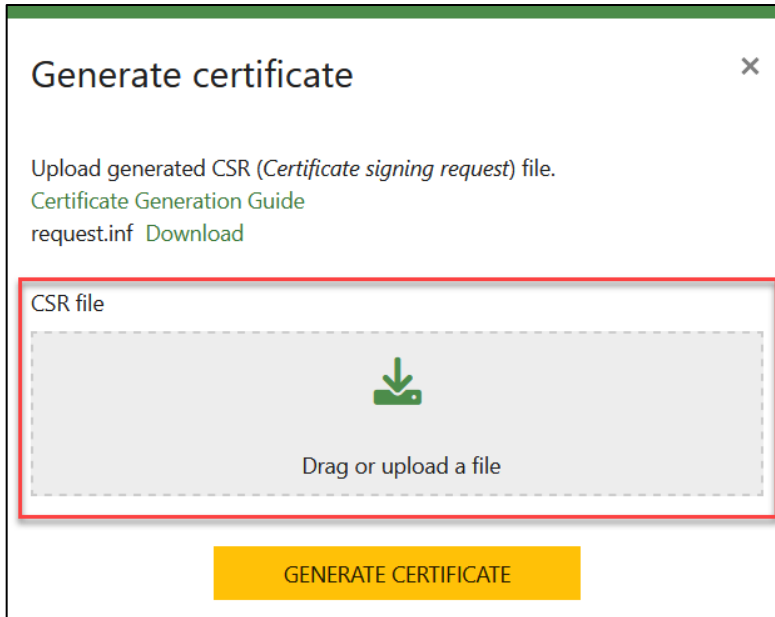 Generate certificate
Upload generated CSR (Certificate signing request) file.
Certificate Generation Guide
request.inf Download
CSR file
Drag or upload a file
GENERATE CERTIFICATE